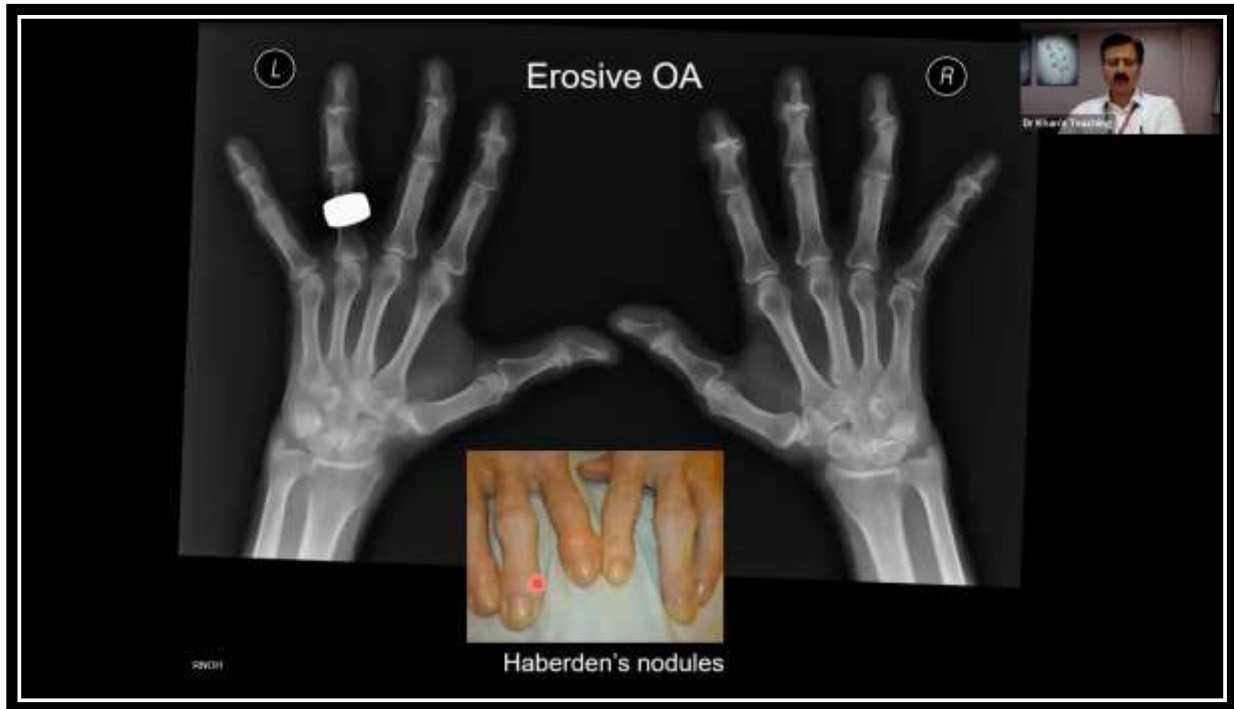 L
Erosive OA
R
Dr Khan's Teaching
RNOH
Haberden's nodules